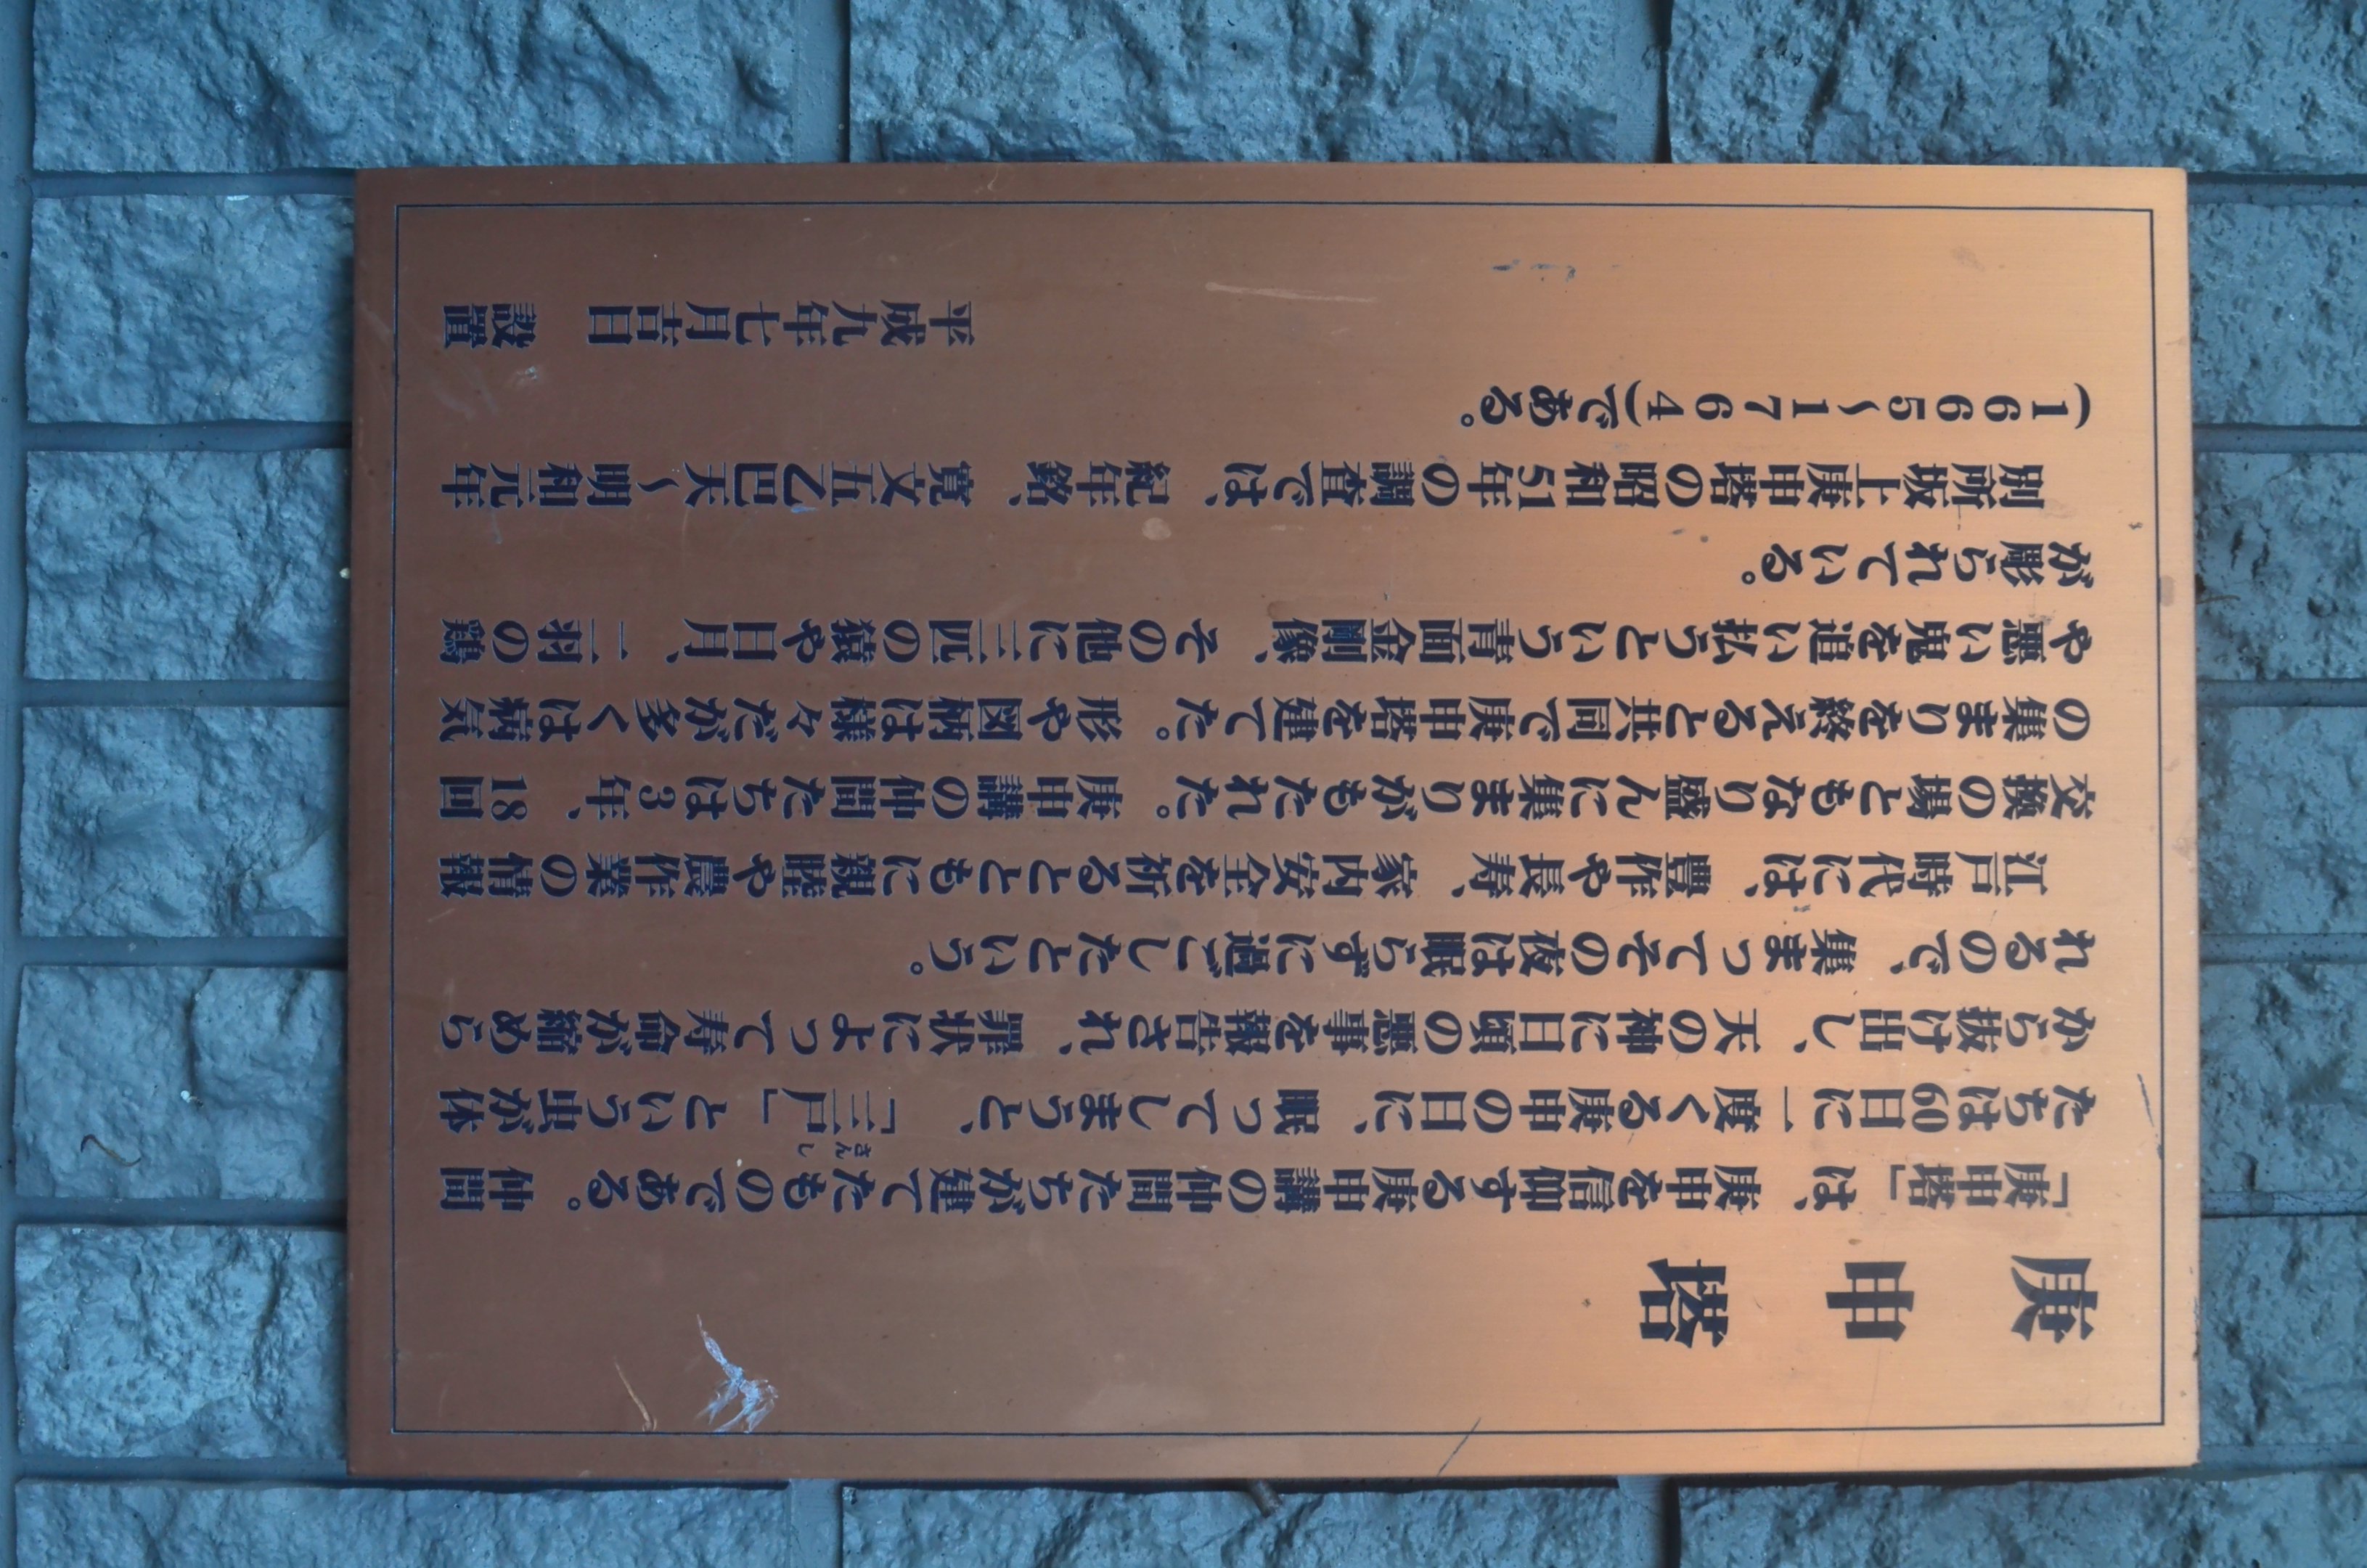 庚申塔
「庚申塔」は、庚申を信仰する庚申講の仲間たちが建てたものである。仲間
たちは60日に一度くる庚申の日に、眠ってしまうと、「三戸」という虫が体
さんし
から抜け出し、天の神に日頃の悪事を報告され、罪状によって寿命が縮めら
れるので、集まってその夜は眠らずに過ごしたという。
江戸時代には、豊作や長寿、家内安全を祈るとともに親睦や農作業の情報
交換の場ともなり盛んに集まりがもたれた。庚申講の仲間たちは3年、18回
の集まりを終えると共同で庚申塔を建てた。形や図柄は様々だが多くは病気
や悪い鬼を追い払うという青面金剛像、その他に三匹の猿や日月、二羽の鶏
が彫られている。
別所坂上庚申塔の昭和51年の調査では、紀年銘、寛文五乙巳天〜明和元年
(1665〜1764)である。
平成九年七月吉日 設置